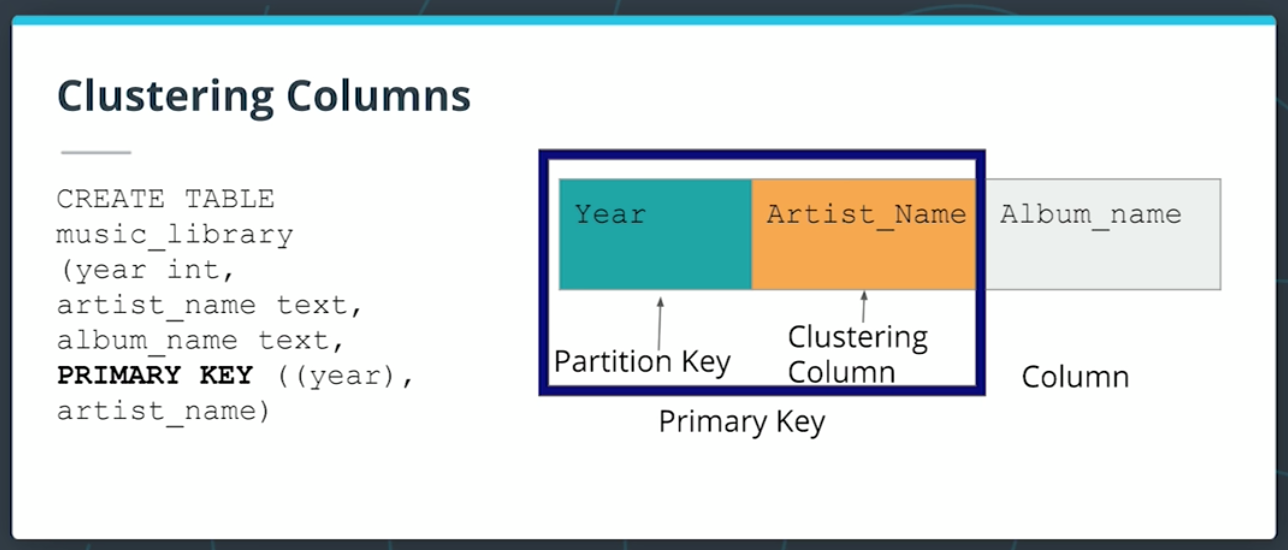 Clustering Columns
CREATE TABLE
music_library
(year int,
artist_name text,
album_name text,
PRIMARY KEY ((year),
artist_name)
Year
Artist_Name
Album_name
Partition Key
Clustering
Column
Column
Primary Key